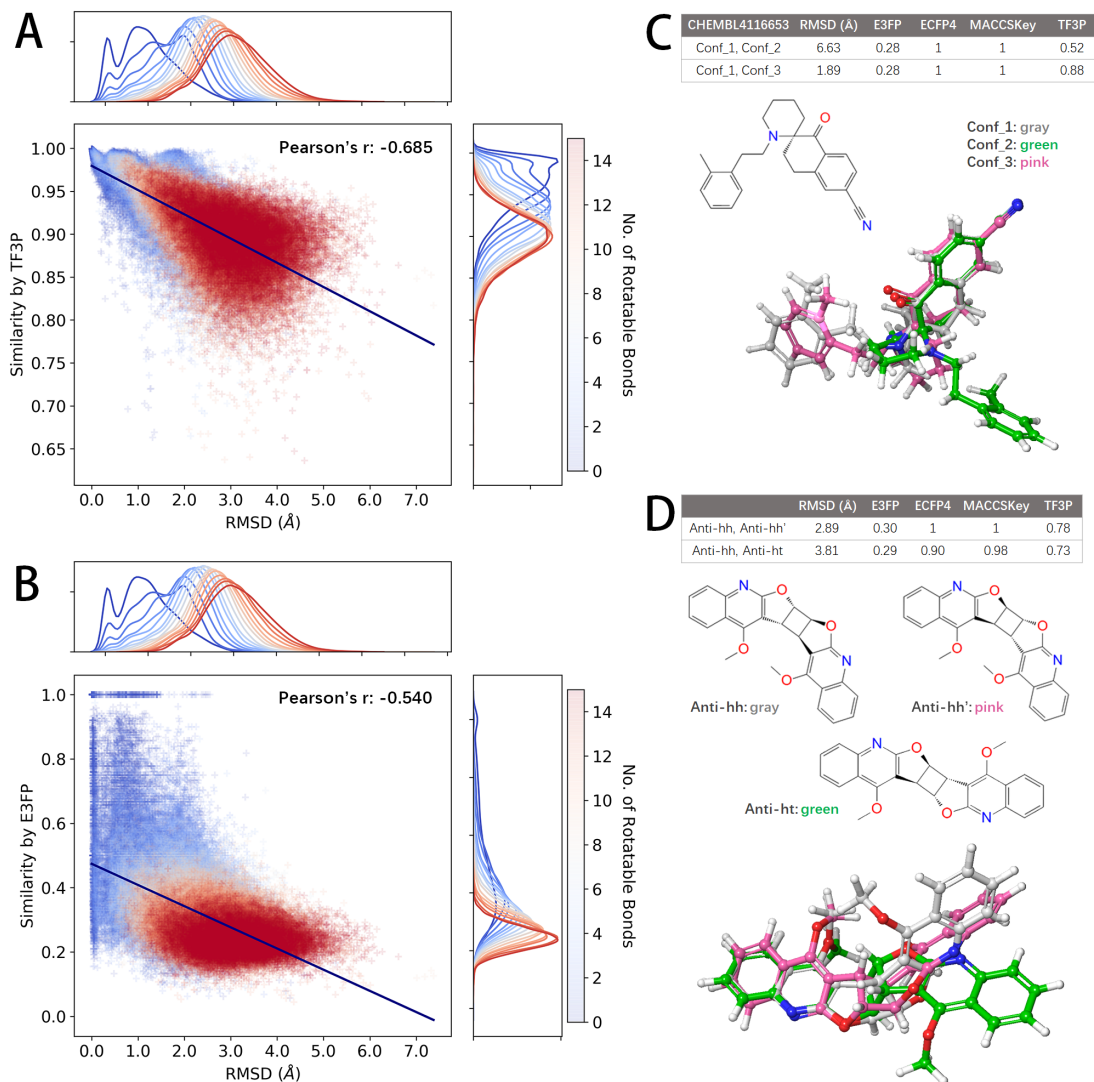 A
Pearson's r: -0.685
1.00
0.95
0.90
0.85
0.80
0.75
0.70
0.65
Similarity by TF3P
0.0 1.0 2.0 3.0 4.0 5.0 6.0 7.0
RMSD (Å)
14
12
10
8
6
4
2
0
No. of Rotatable Bonds
B
Pearson's r: -0.540
1.0
0.8
0.6
0.4
0.2
0.0
Similarity by E3FP
0.0 1.0 2.0 3.0 4.0 5.0 6.0 7.0
RMSD (Å)
14
12
10
8
6
4
2
0
No. of Rotatable Bonds
C
CHEMBL4116653 RMSD (Å) E3FP ECFP4 MACCSKey TF3P
Conf_1, Conf_2 6.63 0.28 1 1 0.52
Conf_1, Conf_3 1.89 0.28 1 1 0.88
N O
N
Conf_1: gray
Conf_2: green
Conf_3: pink
D
RMSD (Å) E3FP ECFP4 MACCSKey TF3P
Anti-hh, Anti-hh' 2.89 0.30 1 1 0.78
Anti-hh, Anti-ht 3.81 0.29 0.90 0.98 0.73
N O
O
O
O N
Anti-hh: gray
N O
O
O
O N
Anti-hh': pink
N O O
O
O N
Anti-ht: green